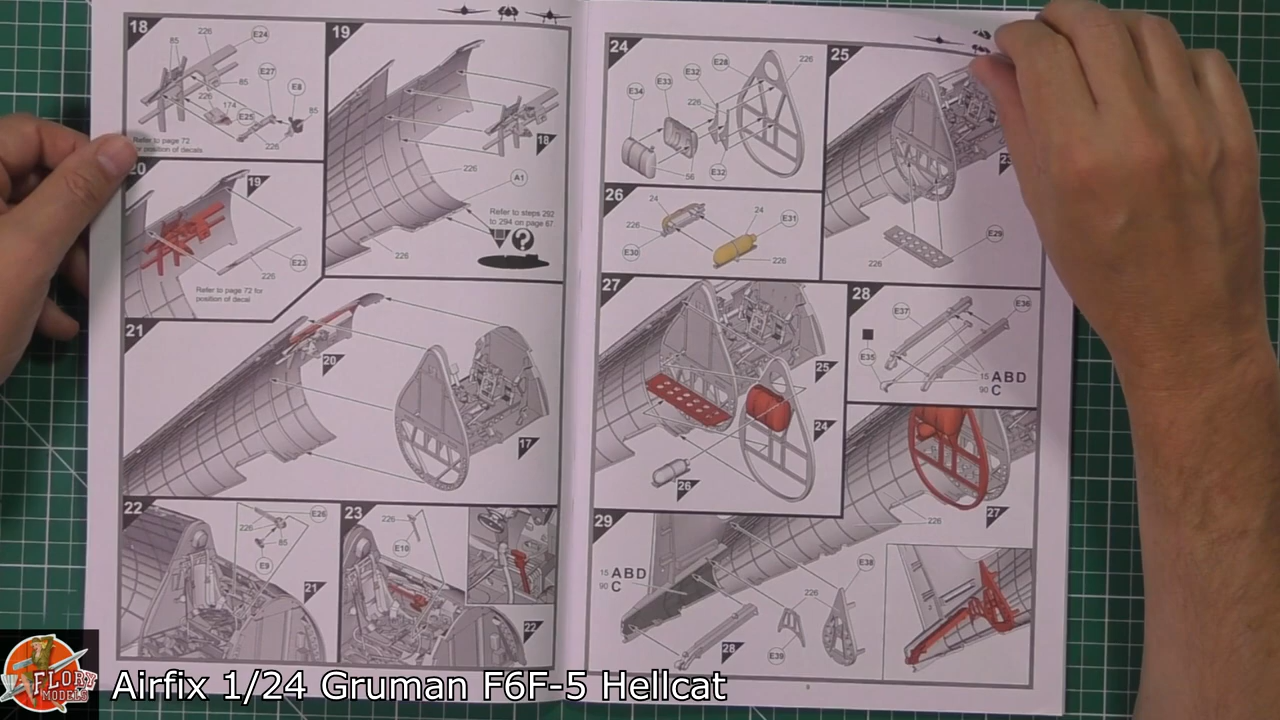 18
85
226
E24
E27
85
E8
226
174
85
E25
226
Refer to page 72
for position of decals
19
18
226
A1
Refer to steps 292
to 294 on page 67
?
226
20
19
E23
226
Refer to page 72 for
position of decal
21
20
17
22
E26
226
85
E9
21
23
226
E10
22
24
E28
226
E32
E33
226
E34
56
E32
25
23
E29
226
26
24
24
E31
226
E30
226
27
25
24
26
28
E37
E36
E35
15 ABD
90 C
27
226
29
15 ABD
90 C
E38
226
28
E39
FLORY
MODELS
Airfix 1/24 Gruman F6F-5 Hellcat